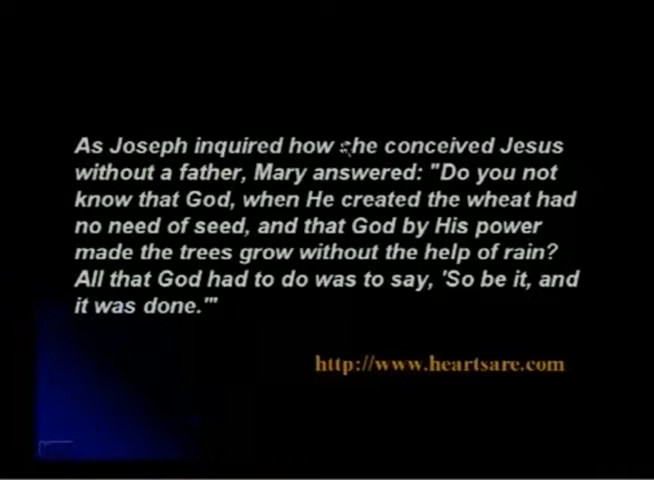 As Joseph inquired how she conceived Jesus
without a father, Mary answered: "Do you not
know that God, when He created the wheat had
no need of seed, and that God by His power
made the trees grow without the help of rain?
All that God had to do was to say, 'So be it, and
it was done.'"
http://www.heartsare.com